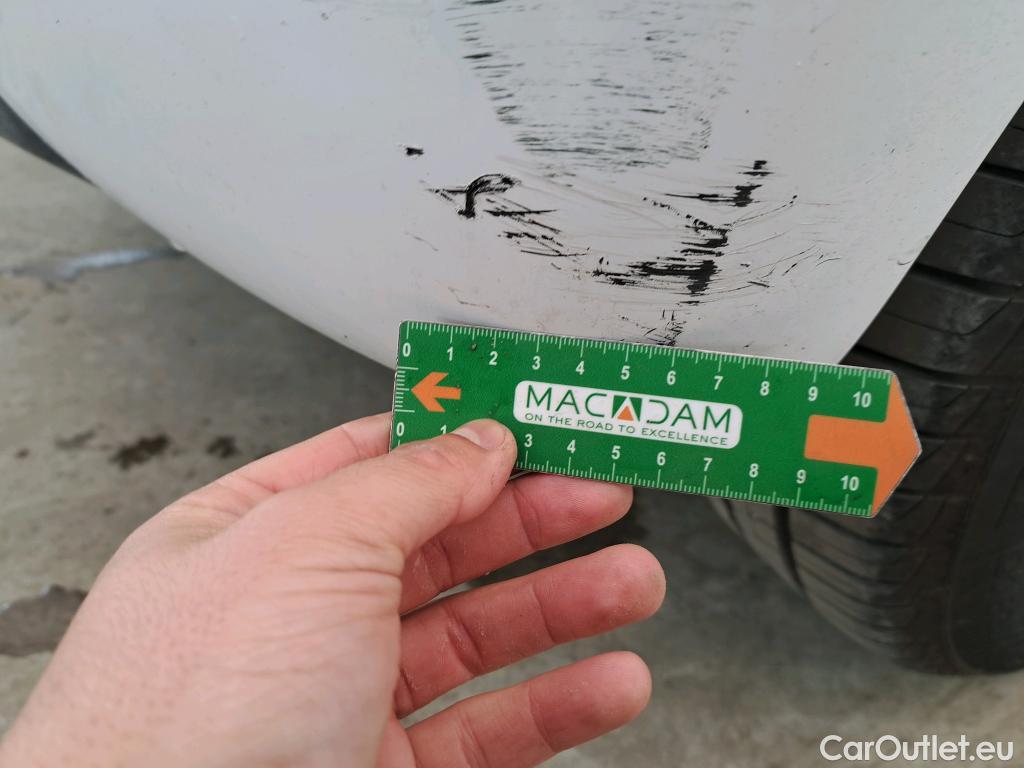 0 1 2 3 4 5 6 7 8 9 10
MACADAM
ON THE ROAD TO EXCELLENCE
0 1 3 4 5 6 7 8 9 10
CarOutlet.eu